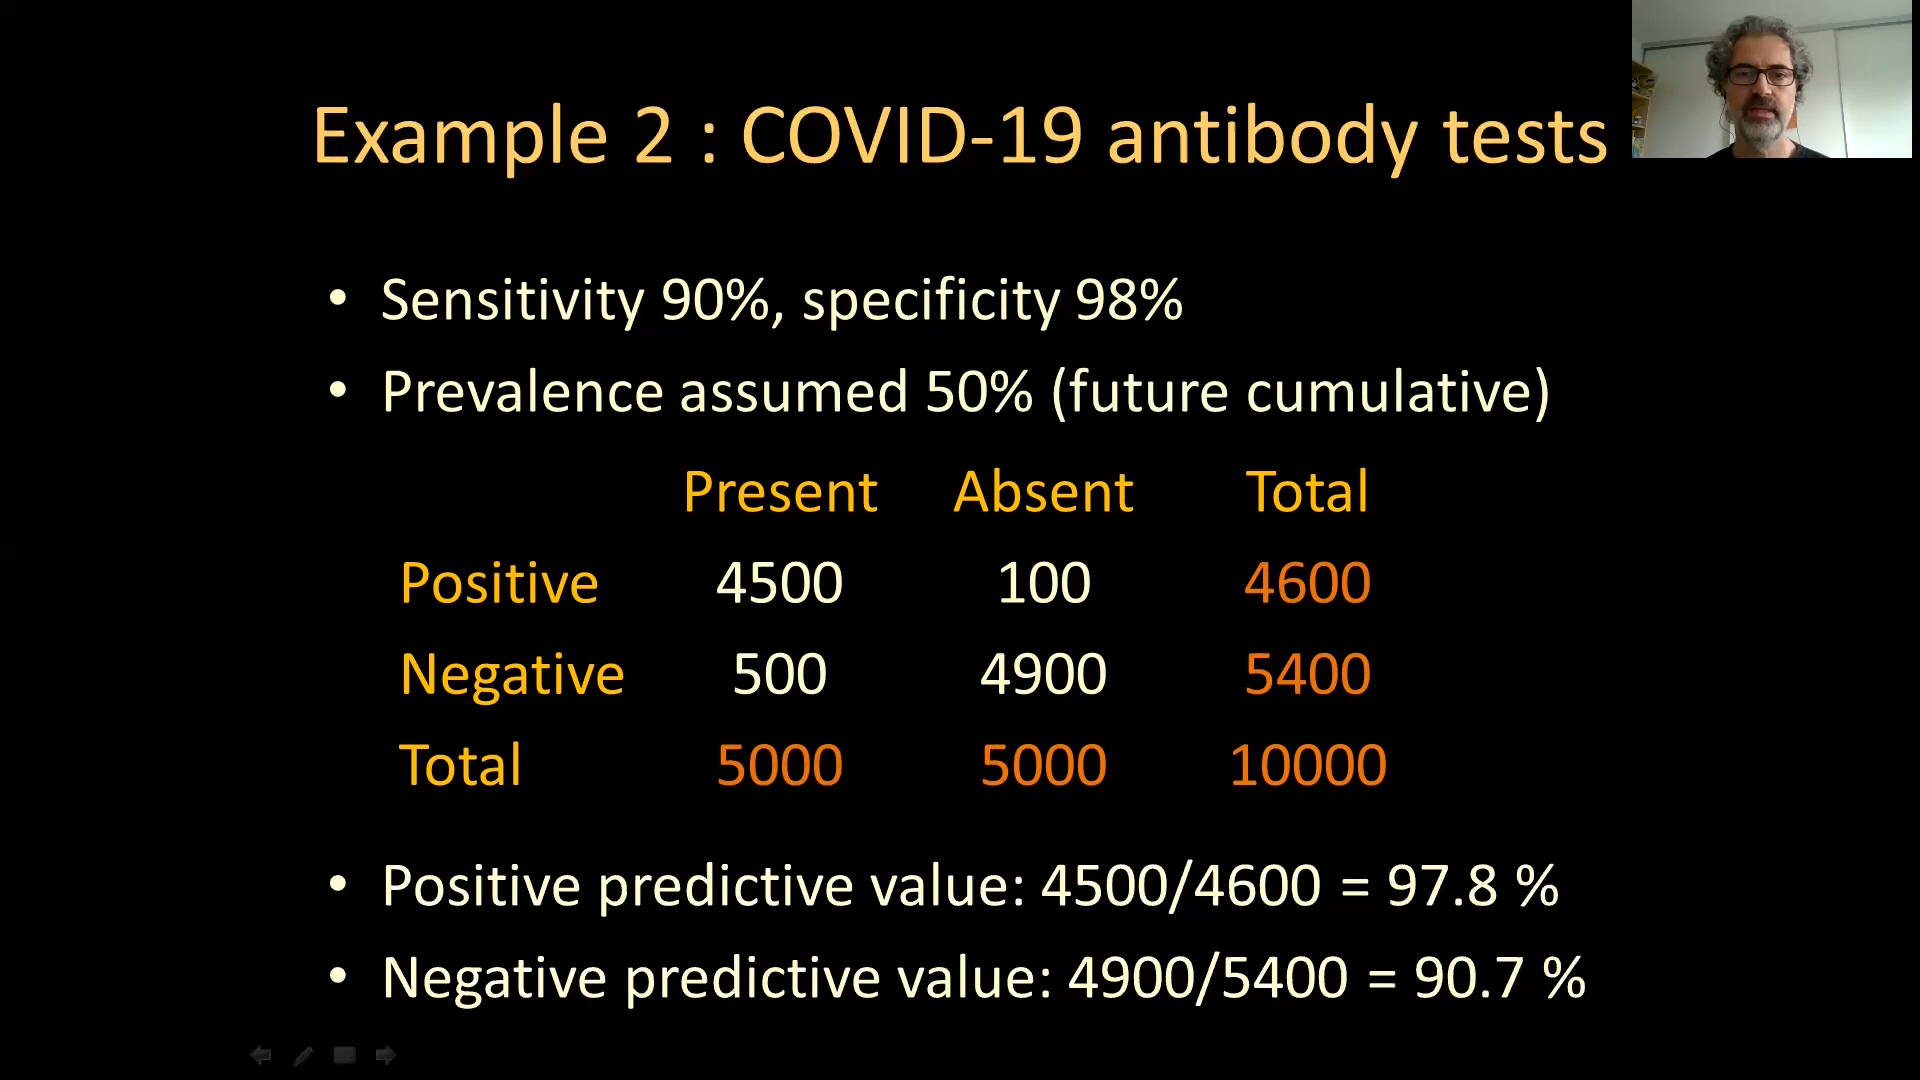 Example 2 : COVID-19 antibody tests
• Sensitivity 90%, specificity 98%
• Prevalence assumed 50% (future cumulative)
Present Absent Total
Positive 4500 100 4600
Negative 500 4900 5400
Total 5000 5000 10000
• Positive predictive value: 4500/4600 = 97.8 %
• Negative predictive value: 4900/5400 = 90.7 %